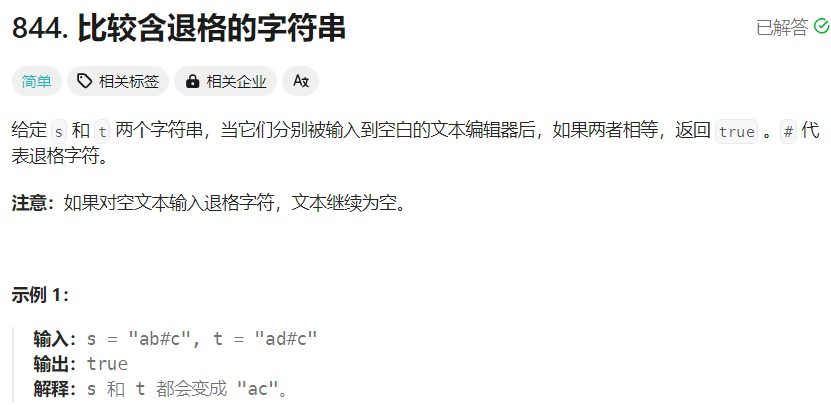 844. 比较含退格的字符串
已解答
简单 相关标签 相关企业 Aあ
给定 s 和 t 两个字符串，当它们分别被输入到空白的文本编辑器后，如果两者相等，返回 true 。# 代
表退格字符。
注意：如果对空文本输入退格字符，文本继续为空。
示例 1：
输入：s = "ab#c", t = "ad#c"
输出：true
解释：s 和 t 都会变成 "ac"。